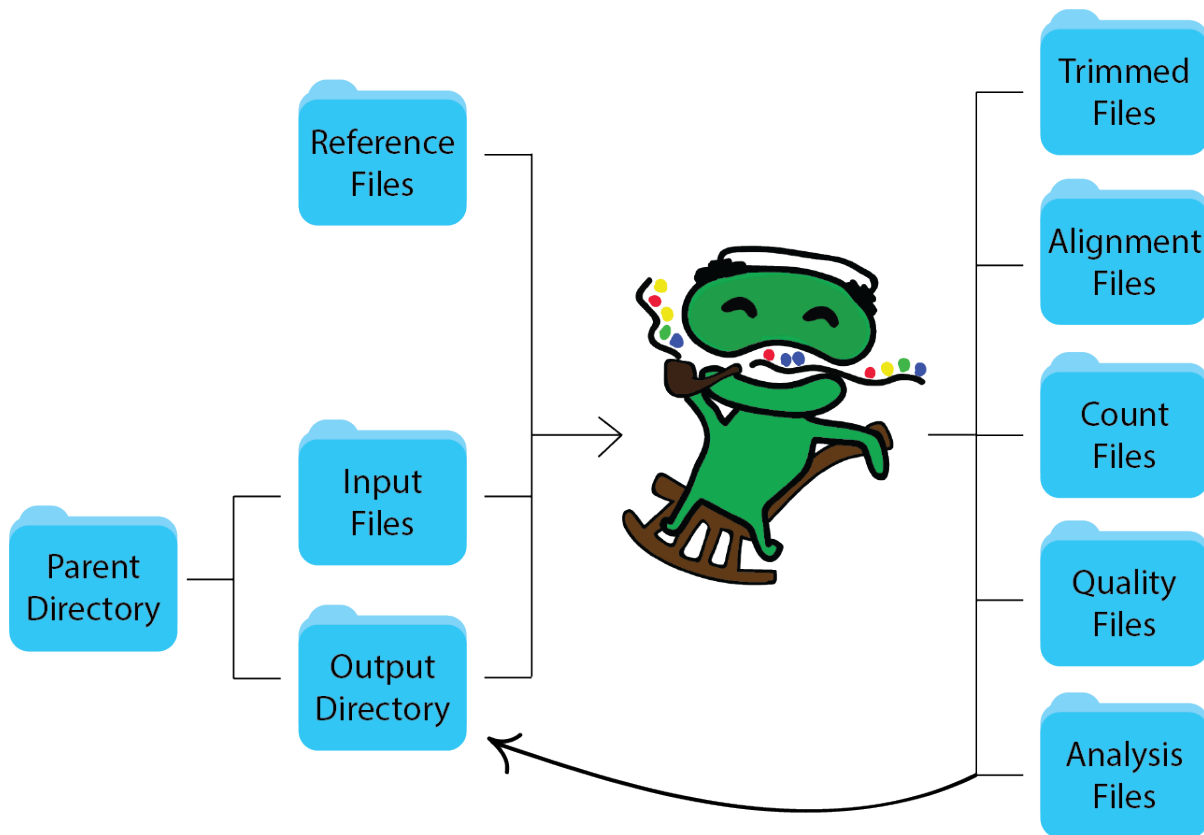 Reference
Files
Input
Files
Parent
Directory
Output
Directory
Trimmed
Files
Alignment
Files
Count
Files
Quality
Files
Analysis
Files